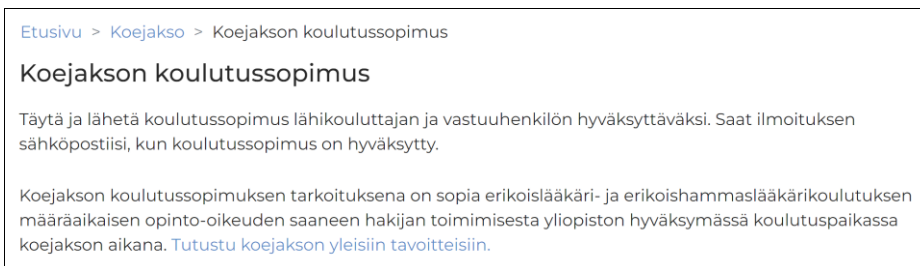 Etusivu > Koejakso > Koejakson koulutussopimus
Koejakson koulutussopimus
Täytä ja lähetä koulutussopimus lähikouluttajan ja vastuuhenkilön hyväksyttäväksi. Saat ilmoituksen
sähköpostiisi, kun koulutussopimus on hyväksytty.
Koejakson koulutussopimuksen tarkoituksena on sopia erikoislääkäri- ja erikoishammaslääkärikoulutuksen
määräaikaisen opinto-oikeuden saaneen hakijan toimimisesta yliopiston hyväksymässä koulutuspaikassa
koejakson aikana. Tutustu koejakson yleisiin tavoitteisiin.